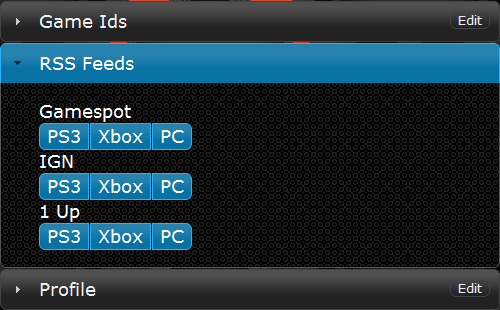 Game Ids Edit
RSS Feeds
Gamespot
PS3 Xbox PC
IGN
PS3 Xbox PC
1 Up
PS3 Xbox PC
Profile Edit